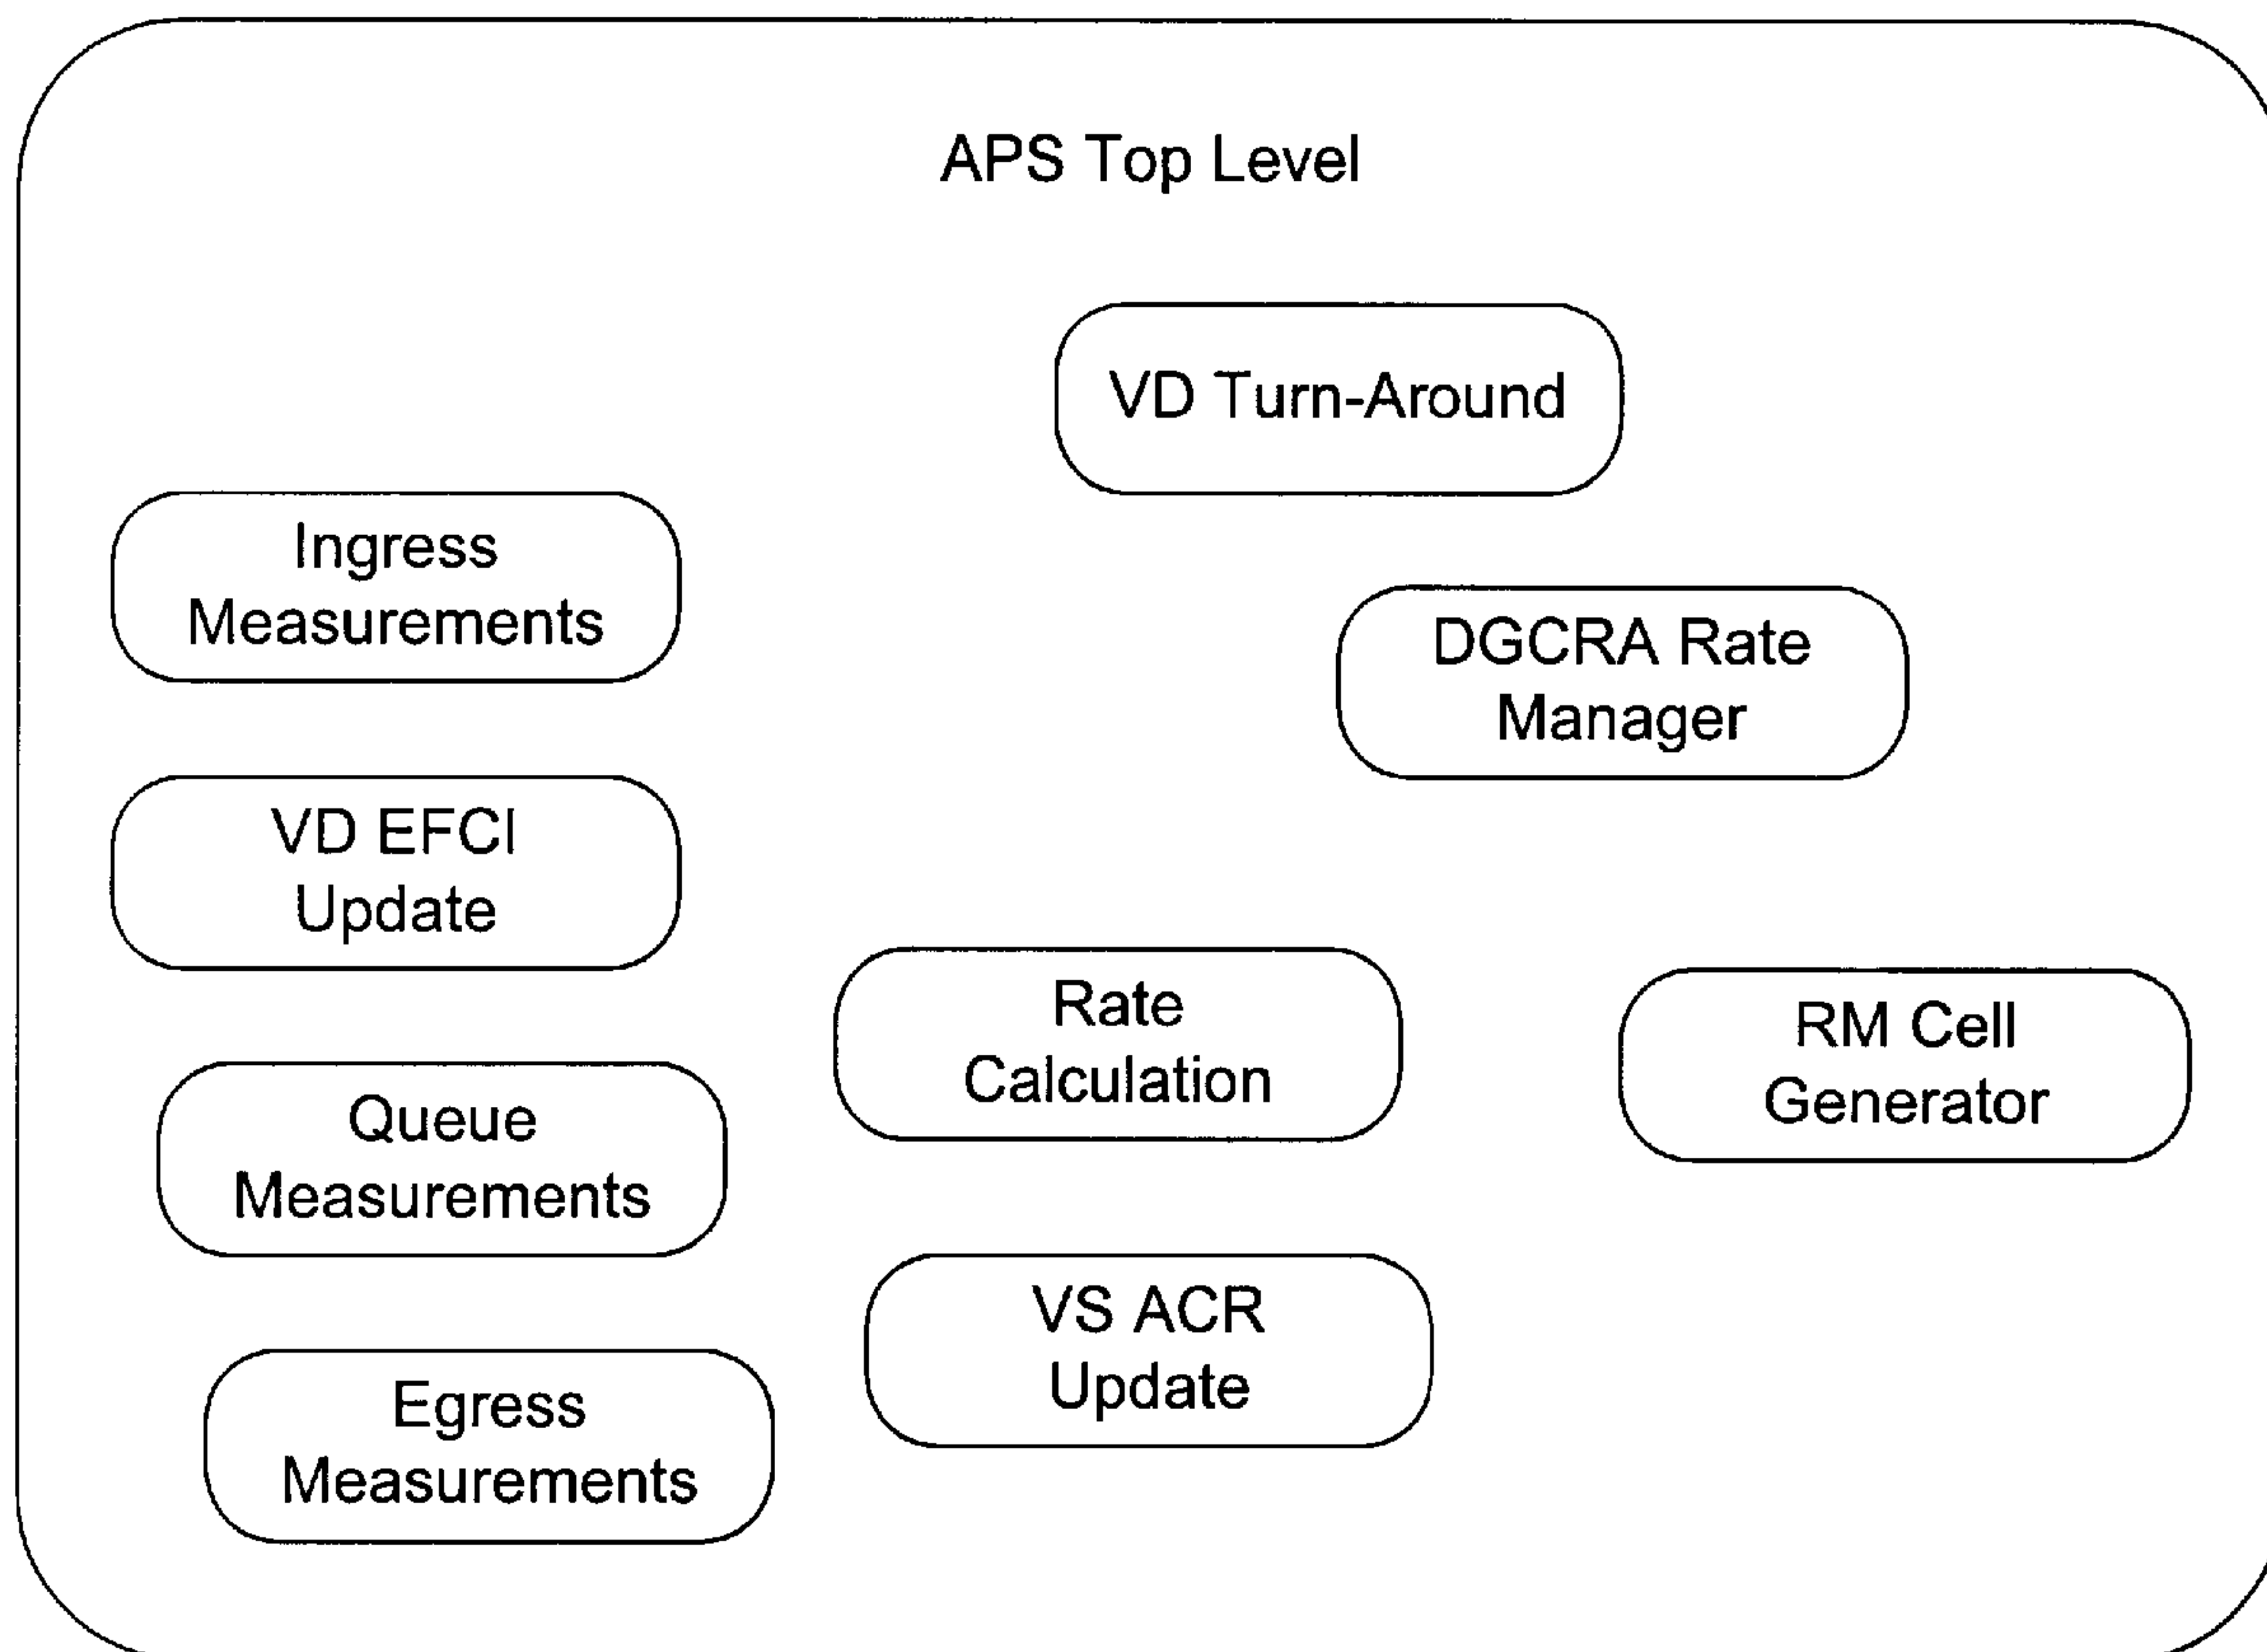 APS Top Level
VD Turn-Around
Ingress
Measurements
DGCRA Rate
Manager
VD EFCI
Update
Rate
Calculation
RM Cell
Generator
Queue
Measurements
VS ACR
Update
Egress
Measurements